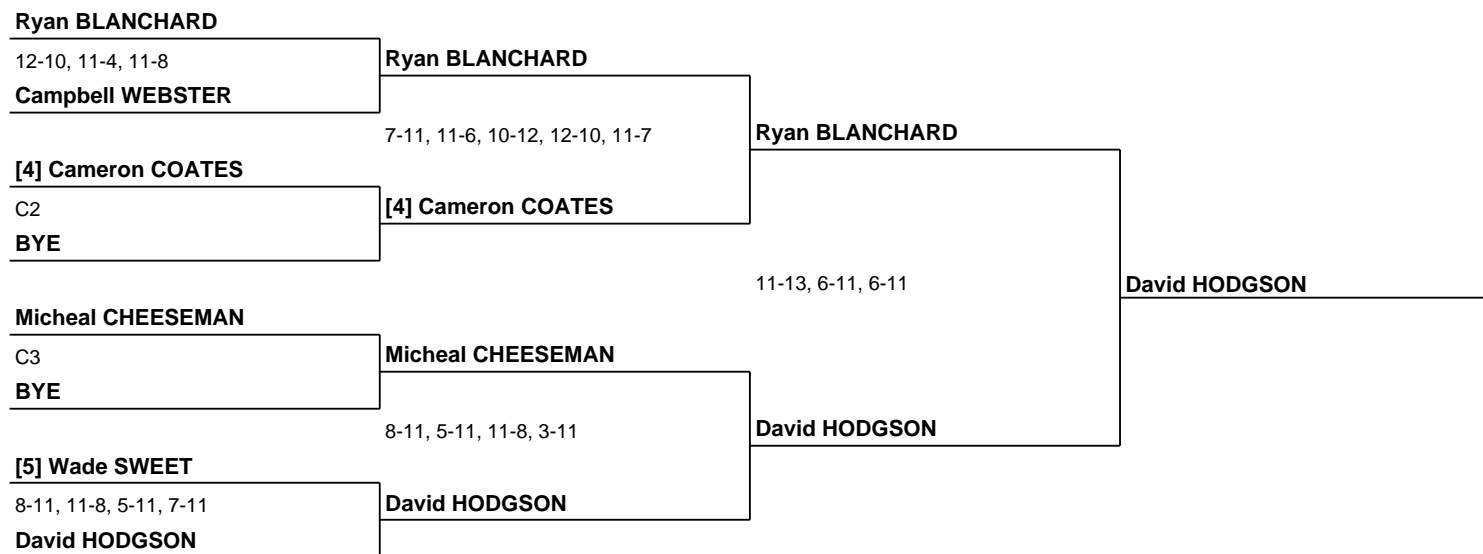 Ryan BLANCHARD
12-10, 11-4, 11-8
Campbell WEBSTER
[4] Cameron COATES
C2
BYE
Micheal CHEESEMAN
C3
BYE
[5] Wade SWEET
8-11, 11-8, 5-11, 7-11
David HODGSON
Ryan BLANCHARD
7-11, 11-6, 10-12, 12-10, 11-7
[4] Cameron COATES
Micheal CHEESEMAN
8-11, 5-11, 11-8, 3-11
David HODGSON
Ryan BLANCHARD
11-13, 6-11, 6-11
David HODGSON
David HODGSON